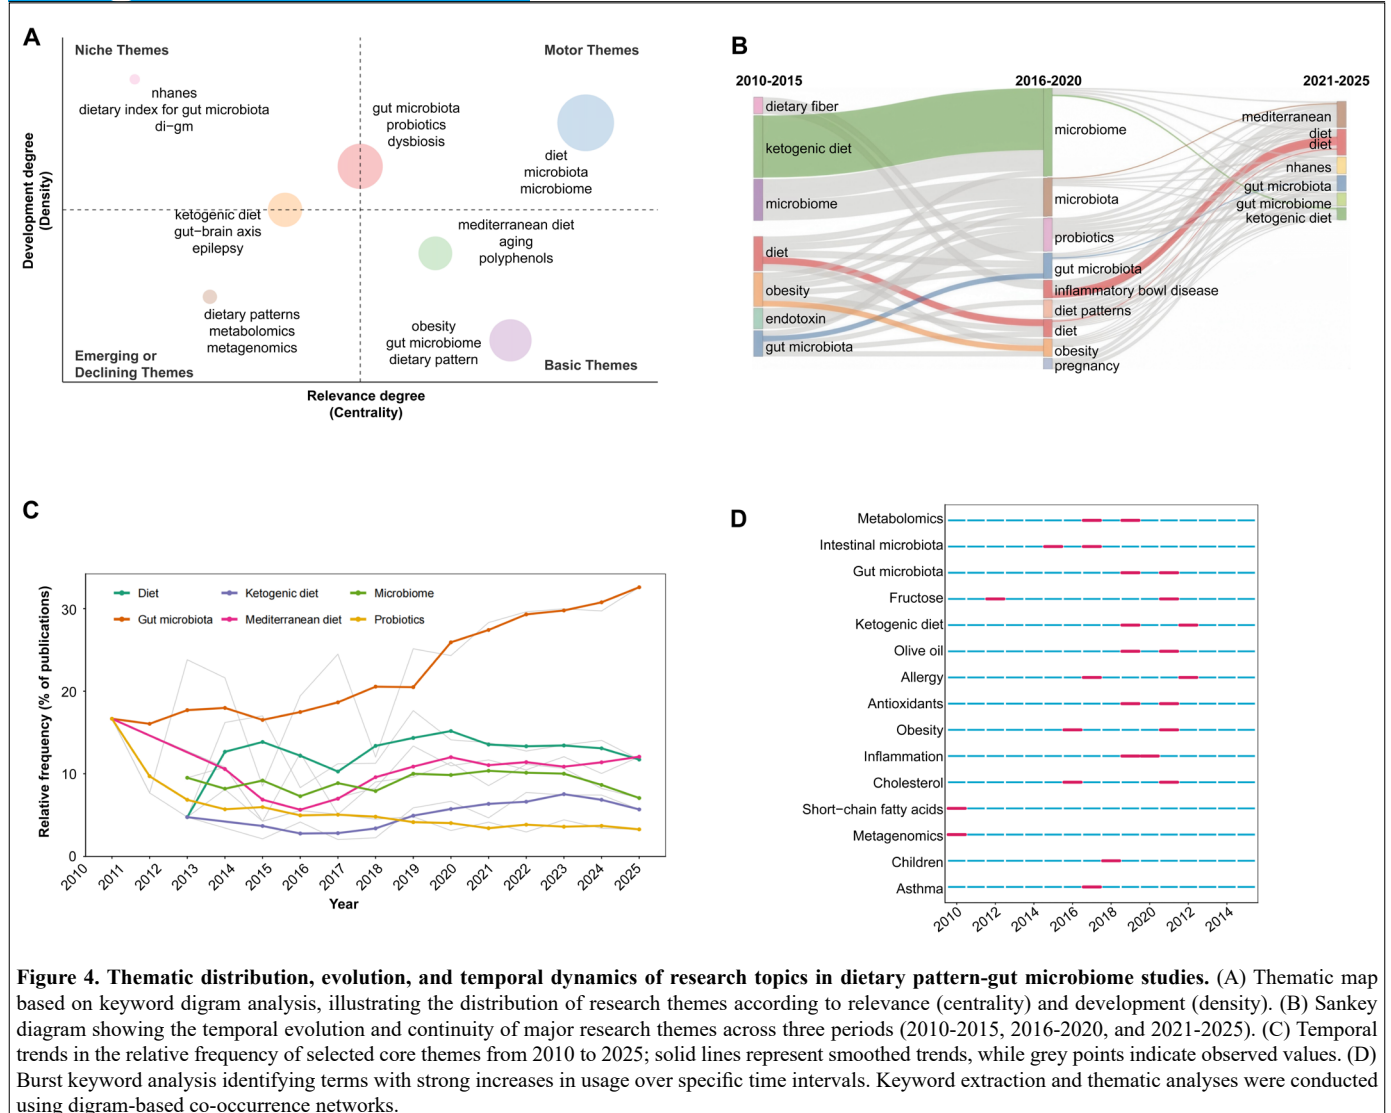 A
Niche Themes
Motor Themes
nhanes
dietary index for gut microbiota
di-gm
gut microbiota
probiotics
dysbiosis
diet
microbiota
microbiome
ketogenic diet
gut-brain axis
epilepsy
mediterranean diet
aging
polyphenols
dietary patterns
metabolomics
metagenomics
obesity
gut microbiome
dietary pattern
Emerging or
Declining Themes
Basic Themes
Development degree
(Density)
Relevance degree
(Centrality)
B
2010-2015
2016-2020
2021-2025
dietary fiber
ketogenic diet
microbiome
diet
obesity
endotoxin
gut microbiota
microbiome
microbiota
probiotics
gut microbiota
inflammatory bowl disease
diet patterns
diet
obesity
pregnancy
mediterranean
diet
diet
nhanes
gut microbiota
gut microbiome
ketogenic diet
C
Relative frequency (% of publications)
30
20
10
0
Diet
Ketogenic diet
Microbiome
Gut microbiota
Mediterranean diet
Probiotics
2010
2011
2012
2013
2014
2015
2016
2017
2018
2019
2020
2021
2022
2023
2024
2025
Year
D
Metabolomics
Intestinal microbiota
Gut microbiota
Fructose
Ketogenic diet
Olive oil
Allergy
Antioxidants
Obesity
Inflammation
Cholesterol
Short-chain fatty acids
Metagenomics
Children
Asthma
2010
2012
2014
2016
2018
2020
2012
2014
Figure 4. Thematic distribution, evolution, and temporal dynamics of research topics in dietary pattern-gut microbiome studies. (A) Thematic map
based on keyword digram analysis, illustrating the distribution of research themes according to relevance (centrality) and development (density). (B) Sankey
diagram showing the temporal evolution and continuity of major research themes across three periods (2010-2015, 2016-2020, and 2021-2025). (C) Temporal
trends in the relative frequency of selected core themes from 2010 to 2025; solid lines represent smoothed trends, while grey points indicate observed values. (D)
Burst keyword analysis identifying terms with strong increases in usage over specific time intervals. Keyword extraction and thematic analyses were conducted
using digram-based co-occurrence networks.